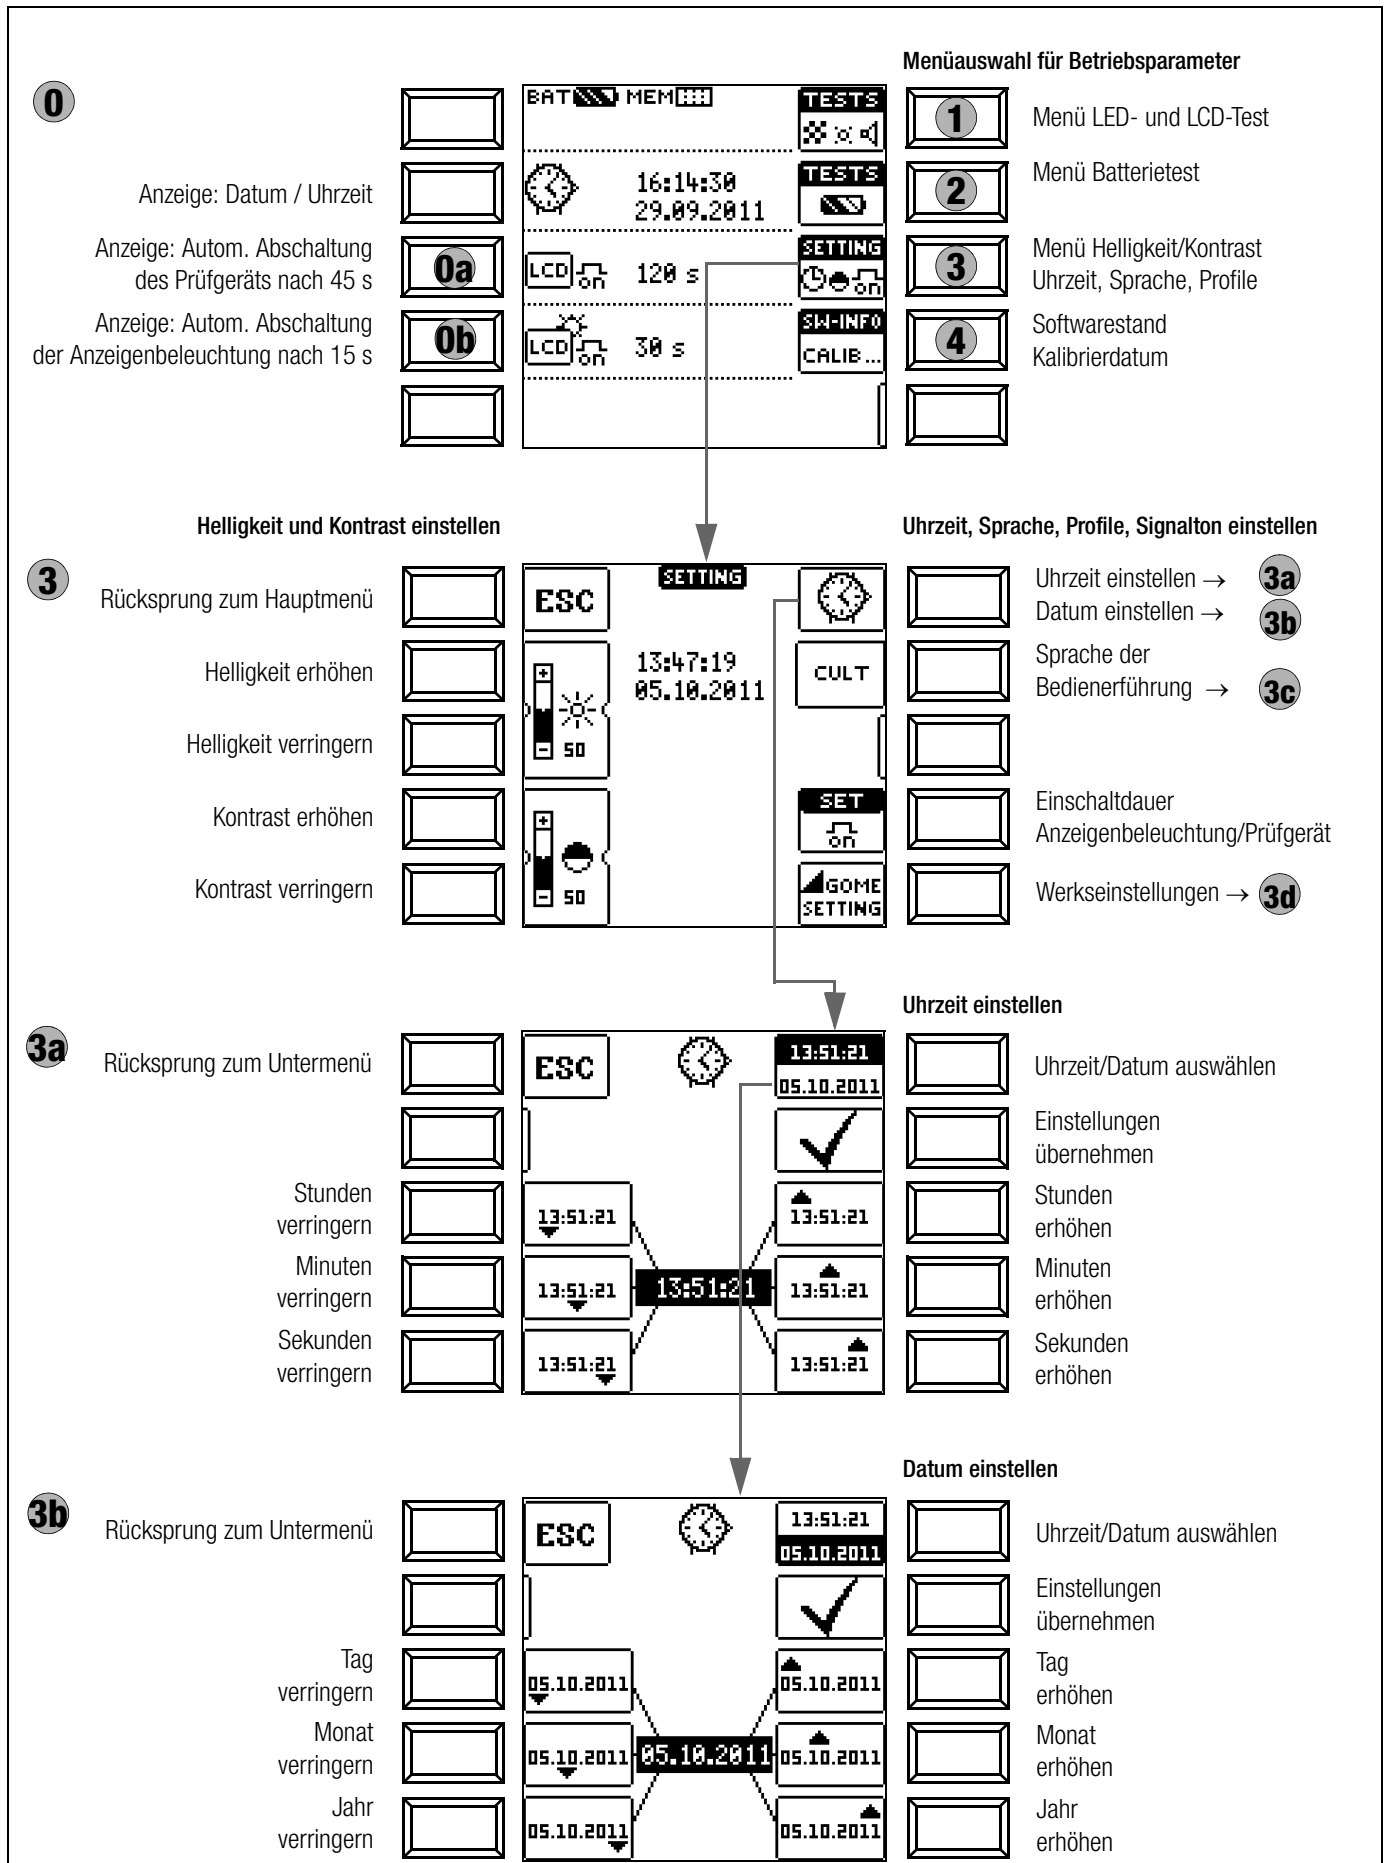 Menüauswahl für Betriebsparameter
0
BAT MEM
TESTS
1
Menü LED- und LCD-Test
Anzeige: Datum / Uhrzeit
16:14:30
29.09.2011
TESTS
2
Menü Batterietest
Anzeige: Autom. Abschaltung
des Prüfgeräts nach 45 s
0a
LCD on 120 s
SETTING
on
3
Menü Helligkeit/Kontrast
Uhrzeit, Sprache, Profile
Anzeige: Autom. Abschaltung
der Anzeigenbeleuchtung nach 15 s
0b
LCD on 30 s
SW-INFO
CALIB...
4
Softwarestand
Kalibrierdatum
Helligkeit und Kontrast einstellen
Uhrzeit, Sprache, Profile, Signalton einstellen
3
Rücksprung zum Hauptmenü
ESC
SETTING
Uhrzeit einstellen → 3a
Datum einstellen → 3b
Helligkeit erhöhen
+
13:47:19
05.10.2011
CULT
Sprache der
Bedienerführung → 3c
Helligkeit verringern
- 50
Kontrast erhöhen
+
SET
on
Einschaltdauer
Anzeigenbeleuchtung/Prüfgerät
Kontrast verringern
- 50
GOME
SETTING
Werkseinstellungen → 3d
Uhrzeit einstellen
3a
Rücksprung zum Untermenü
ESC
13:51:21
05.10.2011
Uhrzeit/Datum auswählen
Einstellungen
übernehmen
Stunden
verringern
13:51:21
13:51:21
Stunden
erhöhen
Minuten
verringern
13:51:21
13:51:21
13:51:21
Minuten
erhöhen
Sekunden
verringern
13:51:21
13:51:21
Sekunden
erhöhen
Datum einstellen
3b
Rücksprung zum Untermenü
ESC
13:51:21
05.10.2011
Uhrzeit/Datum auswählen
Einstellungen
übernehmen
Tag
verringern
05.10.2011
05.10.2011
Tag
erhöhen
Monat
verringern
05.10.2011
05.10.2011
05.10.2011
Monat
erhöhen
Jahr
verringern
05.10.2011
05.10.2011
Jahr
erhöhen